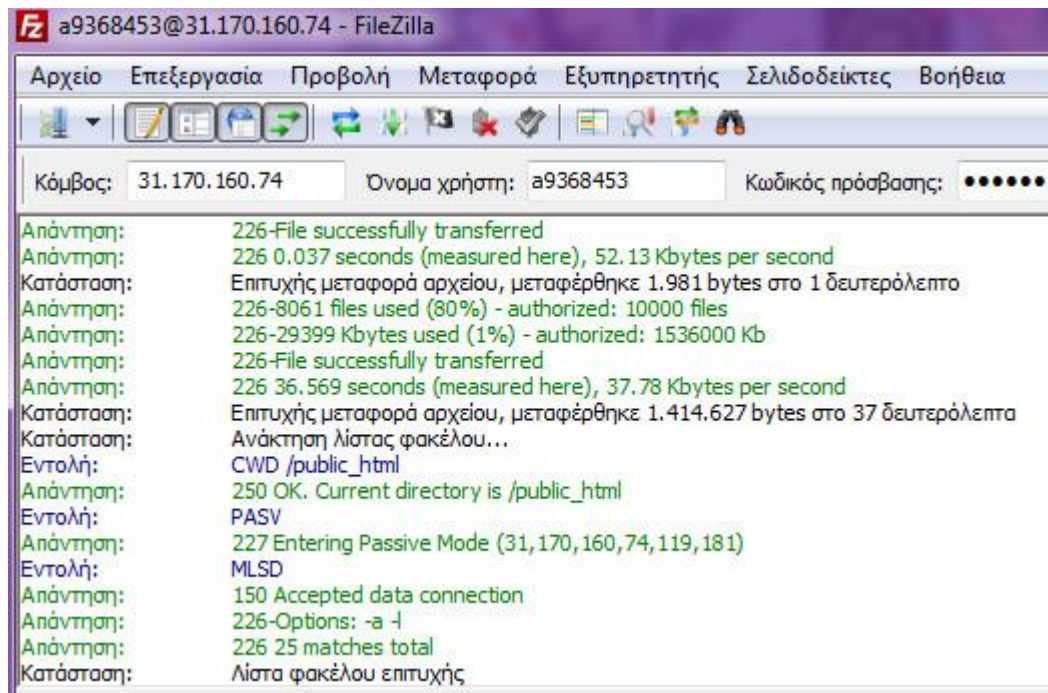 Fz a9368453@31.170.160.74 - FileZilla
Αρχείο Επεξεργασία Προβολή Μεταφορά Εξυπηρετητής Σελιδοδείκτες Βοήθεια
Κόμβος: 31.170.160.74 Όνομα χρήστη: a9368453 Κωδικός πρόσβασης: ••••••
Απάντηση: 226-File successfully transferred
Απάντηση: 226 0.037 seconds (measured here), 52.13 Kbytes per second
Κατάσταση: Επιτυχής μεταφορά αρχείου, μεταφέρθηκε 1.981 bytes στο 1 δευτερόλεπτο
Απάντηση: 226-8061 files used (80%) - authorized: 10000 files
Απάντηση: 226-29399 Kbytes used (1%) - authorized: 1536000 Kb
Απάντηση: 226-File successfully transferred
Απάντηση: 226 36.569 seconds (measured here), 37.78 Kbytes per second
Κατάσταση: Επιτυχής μεταφορά αρχείου, μεταφέρθηκε 1.414.627 bytes στο 37 δευτερόλεπτα
Κατάσταση: Ανάκτηση λίστας φακέλου...
Εντολή: CWD /public_html
Απάντηση: 250 OK. Current directory is /public_html
Εντολή: PASV
Απάντηση: 227 Entering Passive Mode (31,170,160,74,119,181)
Εντολή: MLSD
Απάντηση: 150 Accepted data connection
Απάντηση: 226-Options: -a -l
Απάντηση: 226 25 matches total
Κατάσταση: Λίστα φακέλου επιτυχής